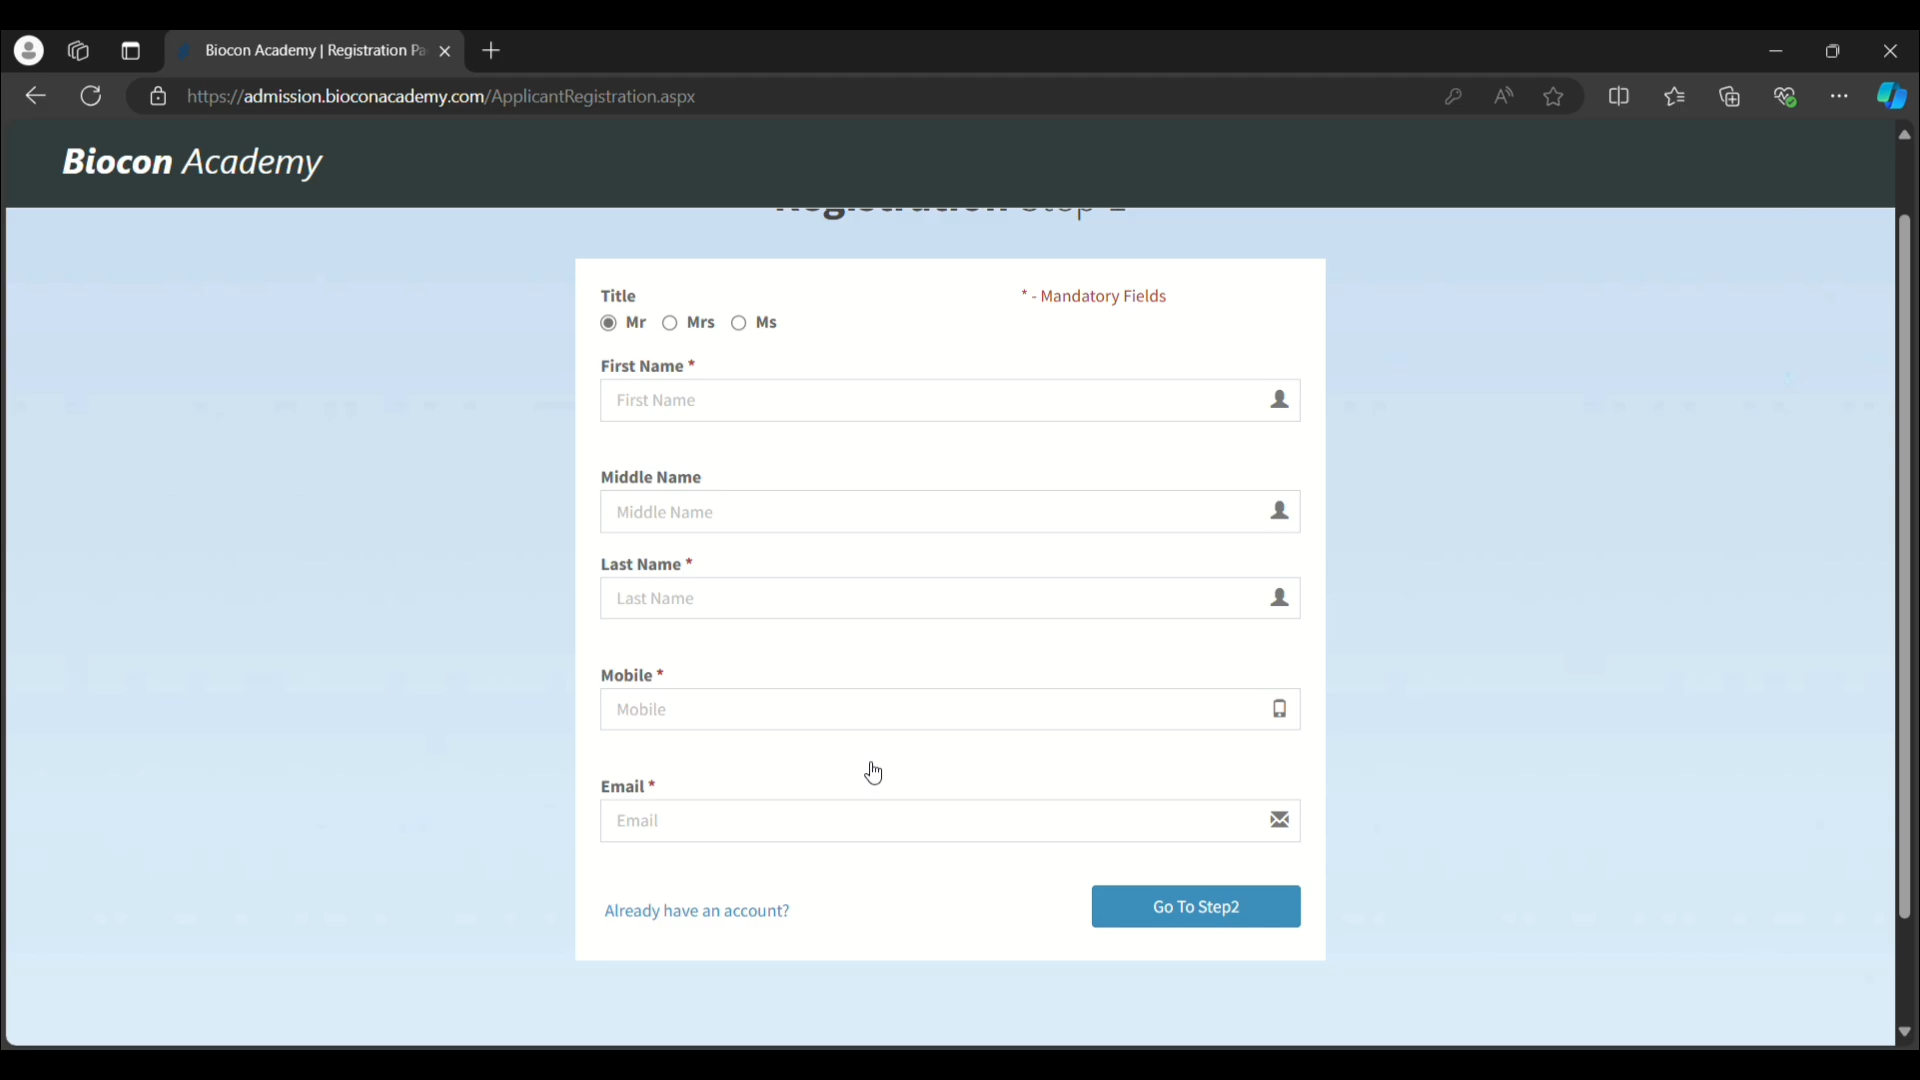 Biocon Academy | Registration Pa
https://admission.bioconacademy.com/ApplicantRegistration.aspx
Biocon Academy
Registration Step 1
Title
* - Mandatory Fields
Mr Mrs Ms
First Name *
First Name
Middle Name
Middle Name
Last Name *
Last Name
Mobile *
Mobile
Email *
Email
Already have an account?
Go To Step2